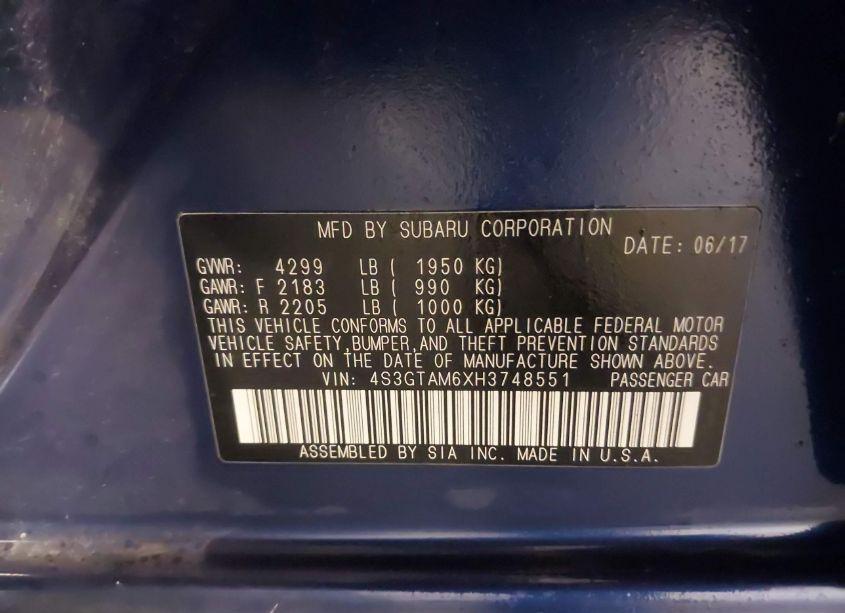 MFD BY SUBARU CORPORATION
DATE: 06/17
GVWR: 4299 LB ( 1950 KG)
GAWR: F 2183 LB ( 990 KG)
GAWR: R 2205 LB ( 1000 KG)
THIS VEHICLE CONFORMS TO ALL APPLICABLE FEDERAL MOTOR
VEHICLE SAFETY,BUMPER,AND THEFT PREVENTION STANDARDS
IN EFFECT ON THE DATE OF MANUFACTURE SHOWN ABOVE.
VIN: 4S3GTAM6XH3748551 PASSENGER CAR
ASSEMBLED BY SIA INC. MADE IN U.S.A.